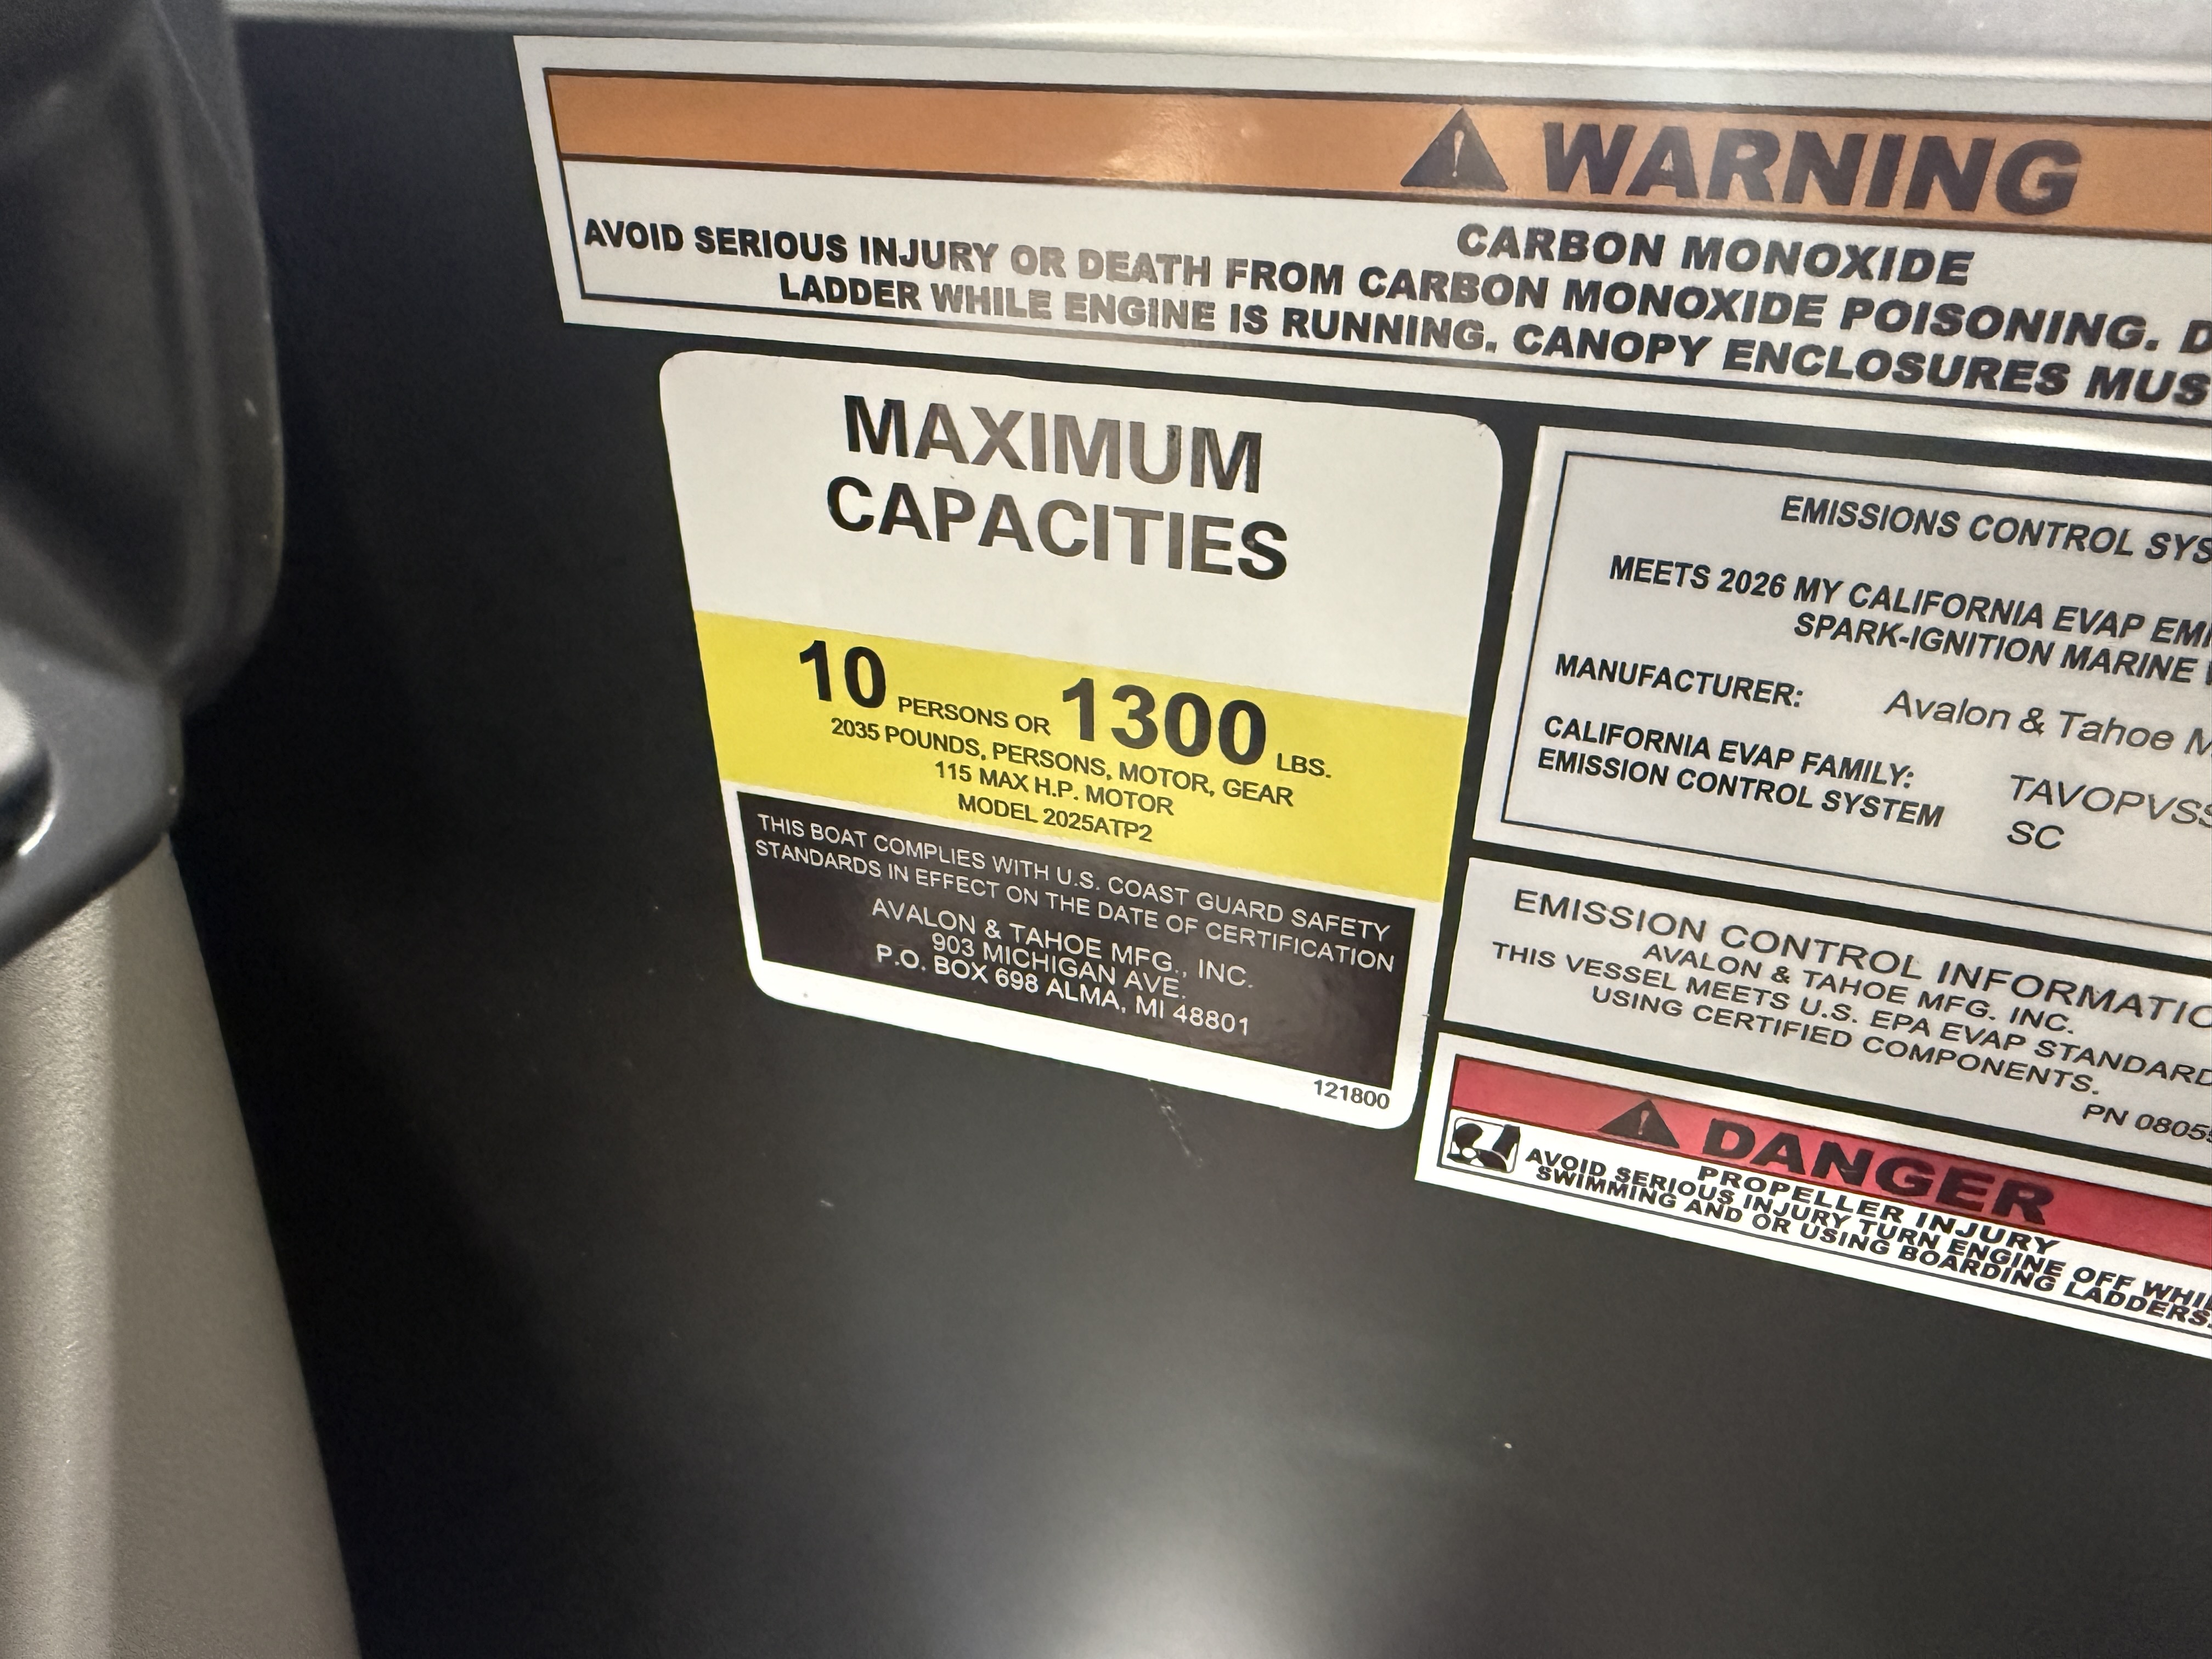 WARNING
CARBON MONOXIDE
AVOID SERIOUS INJURY OR DEATH FROM CARBON MONOXIDE POISONING.
LADDER WHILE ENGINE IS RUNNING. CANOPY ENCLOSURES
MAXIMUM
CAPACITIES
10 PERSONS OR 1300 LBS.
2035 POUNDS, PERSONS, MOTOR, GEAR
115 MAX H.P. MOTOR
MODEL 2025ATP2
THIS BOAT COMPLIES WITH U.S. COAST GUARD SAFETY
STANDARDS IN EFFECT ON THE DATE OF CERTIFICATION
AVALON & TAHOE MFG., INC.
903 MICHIGAN AVE.
P.O. BOX 698 ALMA, MI 48801
121800
EMISSIONS CONTROL
MEETS 2026 MY CALIFORNIA EVAP
SPARK-IGNITION MARINE
MANUFACTURER: Avalon & Tahoe
CALIFORNIA EVAP FAMILY:
EMISSION CONTROL SYSTEM SC
EMISSION CONTROL
AVALON & TAHOE MFG. INC.
THIS VESSEL MEETS U.S. EPA EVAP
USING CERTIFIED COMPONENTS.
PN
DANGER
PROPELLER INJURY
AVOID SERIOUS INJURY TURN ENGINE OFF
SWIMMING AND OR USING BOARDING LADDERS.